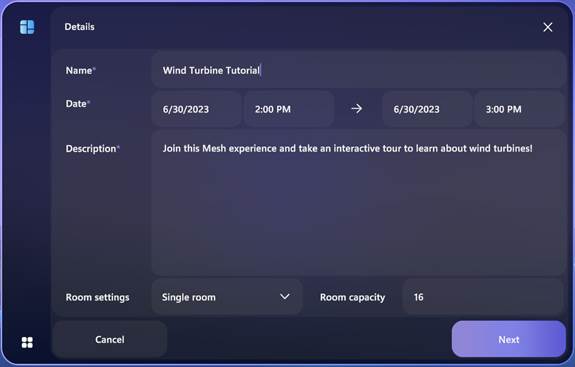 Details
Name*
Wind Turbine Tutorial
Date*
6/30/2023 2:00 PM → 6/30/2023 3:00 PM
Description*
Join this Mesh experience and take an interactive tour to learn about wind turbines!
Room settings Single room Room capacity 16
Cancel Next